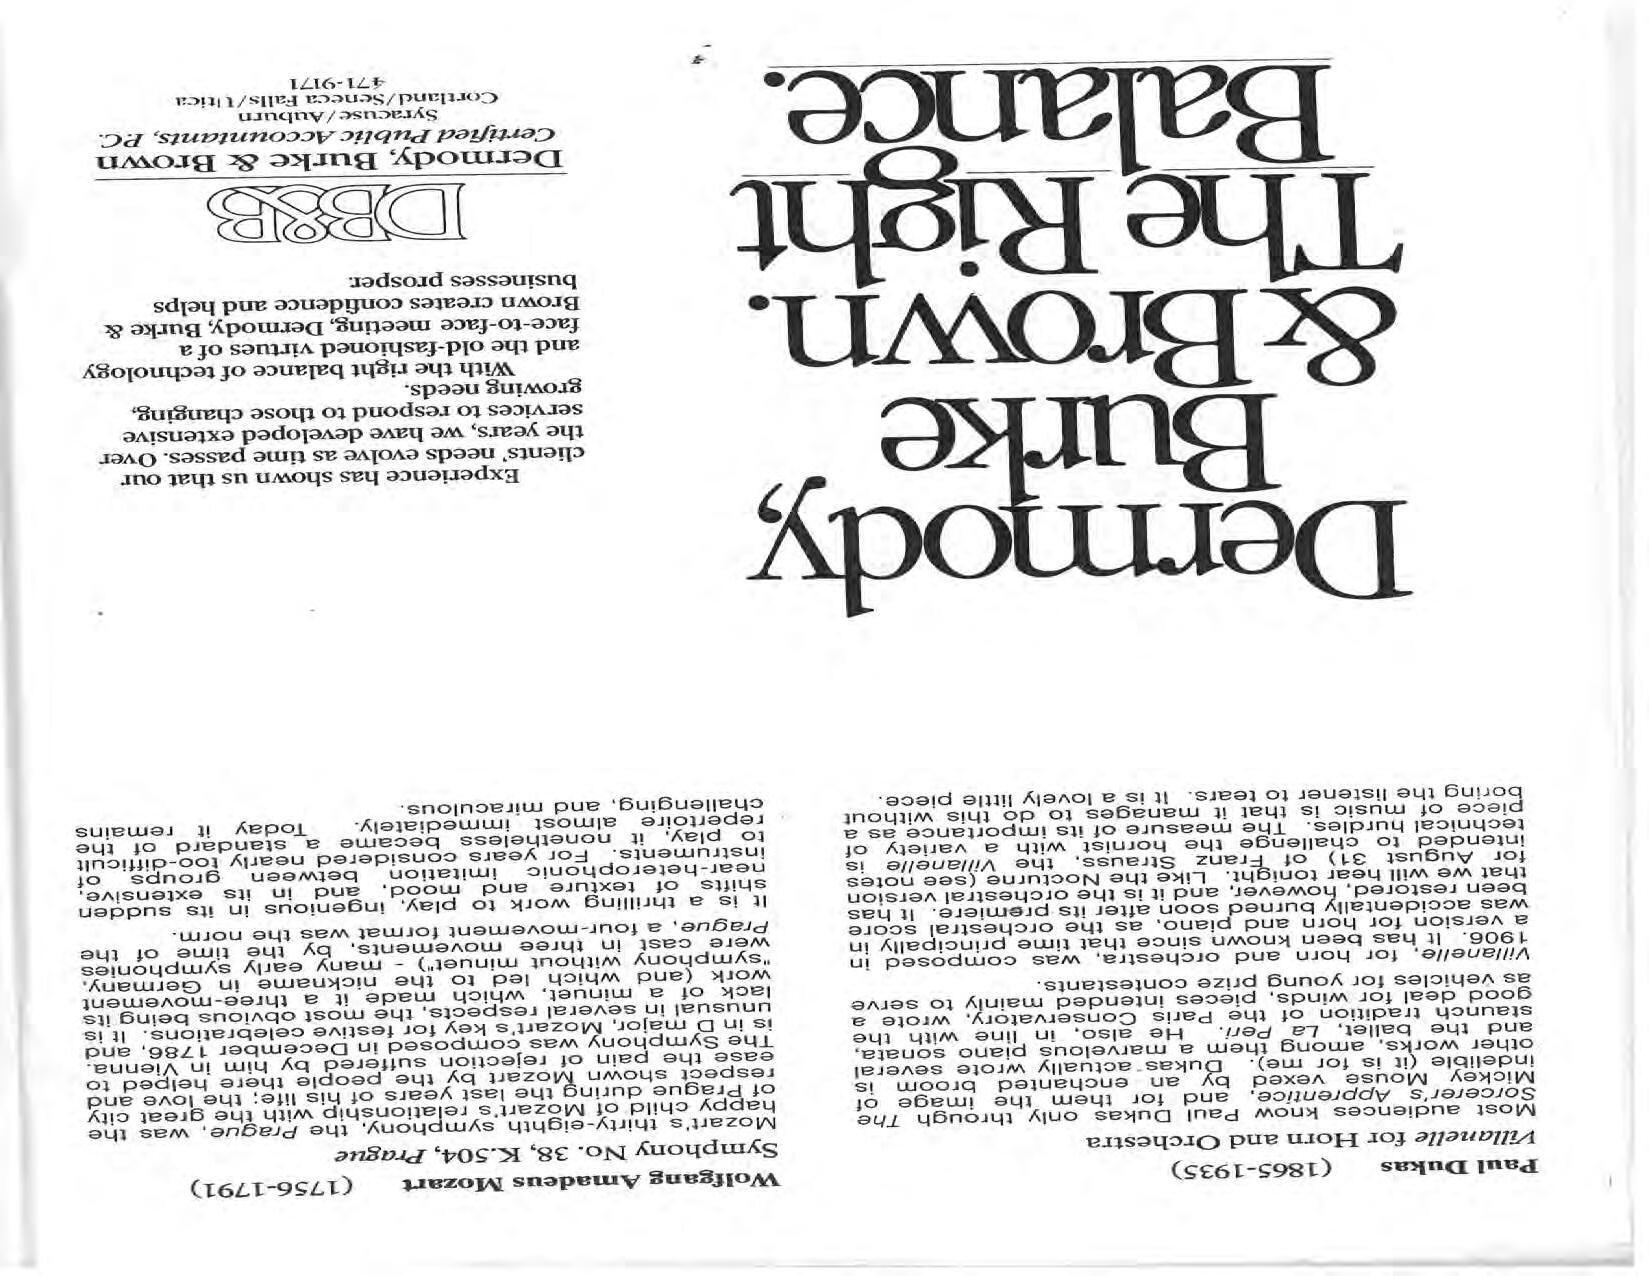 Paul Dukas (1865-1935)
Villanelle for Horn and Orchestra
Most audiences know Paul Dukas only through The
Sorcerer's Apprentice, and for them the image of
Mickey Mouse vexed by an enchanted broom is
indelible (it is for me). Dukas actually wrote several
other works, among them a marvelous piano sonata,
and the ballet, La Peri. He also, in line with the
staunch tradition of the Paris Conservatory, wrote a
good deal for winds, pieces intended mainly to serve
as vehicles for young prize contestants.
Villanelle, for horn and orchestra, was composed in
1906. It has been known since that time principally in
a version for horn and piano, as the orchestral score
was accidentally burned soon after its premiere. It has
been restored, however, and it is the orchestral version
that we will hear tonight. Like the Nocturne (see notes
for August 31) of Franz Strauss, the Villanelle is
intended to challenge the hornist with a variety of
technical hurdles. The measure of its importance as a
piece of music is that it manages to do this without
boring the listener to tears. It is a lovely little piece.
Wolfgang Amadeus Mozart (1756-1791)
Symphony No. 38, K.504, Prague
Mozart's thirty-eighth symphony, the Prague, was the
happy child of Mozart's relationship with the great city
of Prague during the last years of his life; the love and
respect shown Mozart by the people there helped to
ease the pain of rejection suffered by him in Vienna.
The Symphony was composed in December 1786, and
is in D major, Mozart's key for festive celebrations. It is
unusual in several respects, the most obvious being its
lack of a minuet, which made it a three-movement
work (and which led to the nickname in Germany,
"symphony without minuet") - many early symphonies
were cast in three movements, by the time of the
Prague, a four-movement format was the norm.
It is a thrilling work to play, ingenious in its sudden
shifts of texture and mood, and in its extensive,
near-heterophonic imitation between groups of
instruments. For years considered nearly too-difficult
to play, it nonetheless became a standard of the
repertoire almost immediately. Today it remains
challenging, and miraculous.
Dermody,
Burke
& Brown.
The Right
Balance.
Experience has shown us that our
clients' needs evolve as time passes. Over
the years, we have developed extensive
services to respond to those changing,
growing needs.
With the right balance of technology
and the old-fashioned virtues of a
face-to-face meeting, Dermody, Burke &
Brown creates confidence and helps
businesses prosper.
DB&B
Dermody, Burke & Brown
Certified Public Accountants, P.C.
Syracuse/Auburn
Cortland/Seneca Falls/Utica
471-9171